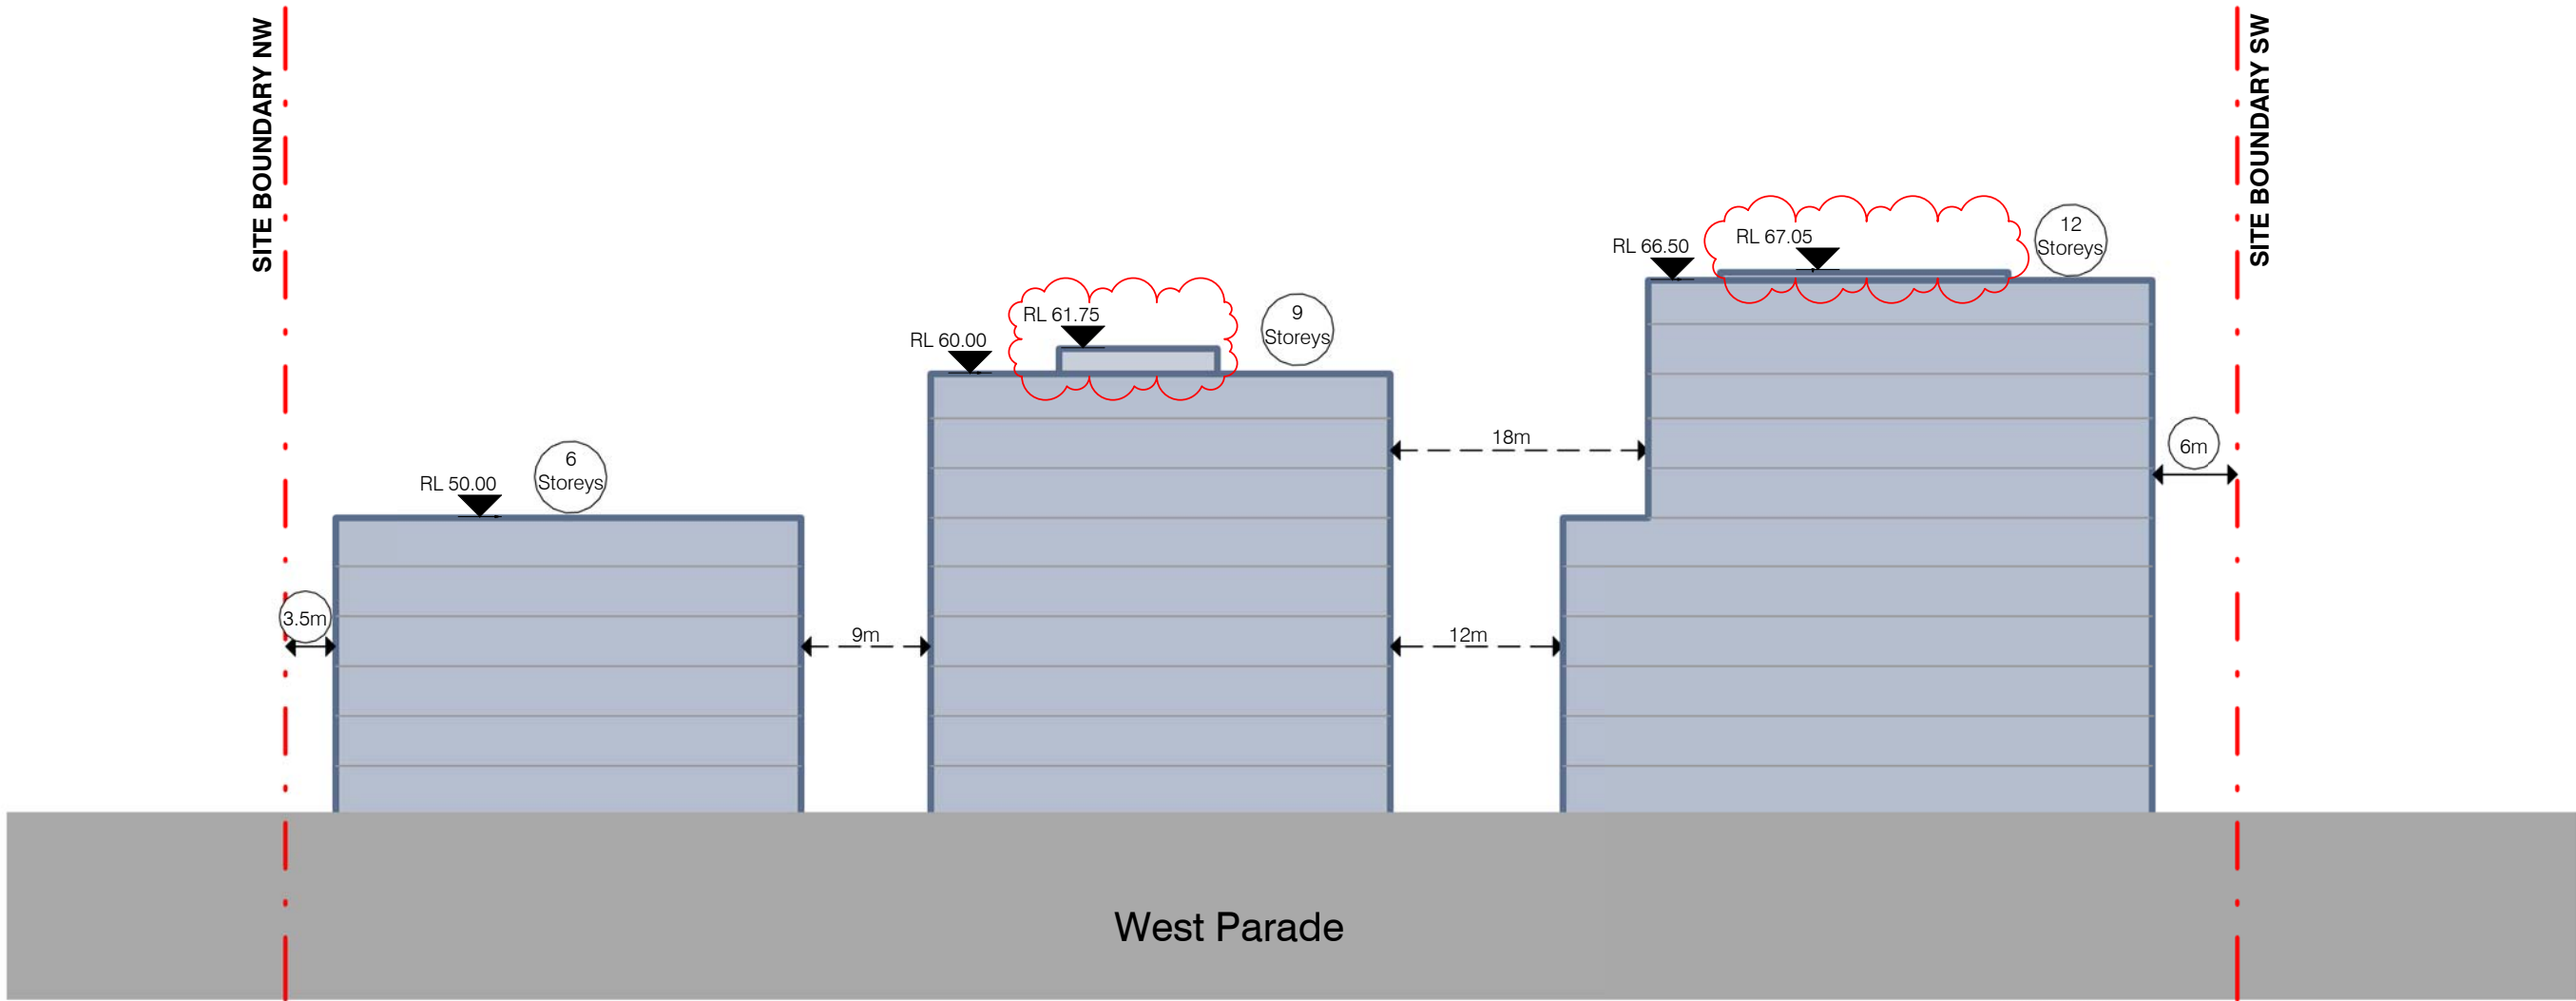 SITE BOUNDARY NW
SITE BOUNDARY SW
12
Storeys
RL 67.05
RL 66.50
9
Storeys
RL 61.75
RL 60.00
18m
6m
6
Storeys
RL 50.00
3.5m
9m
12m
West Parade